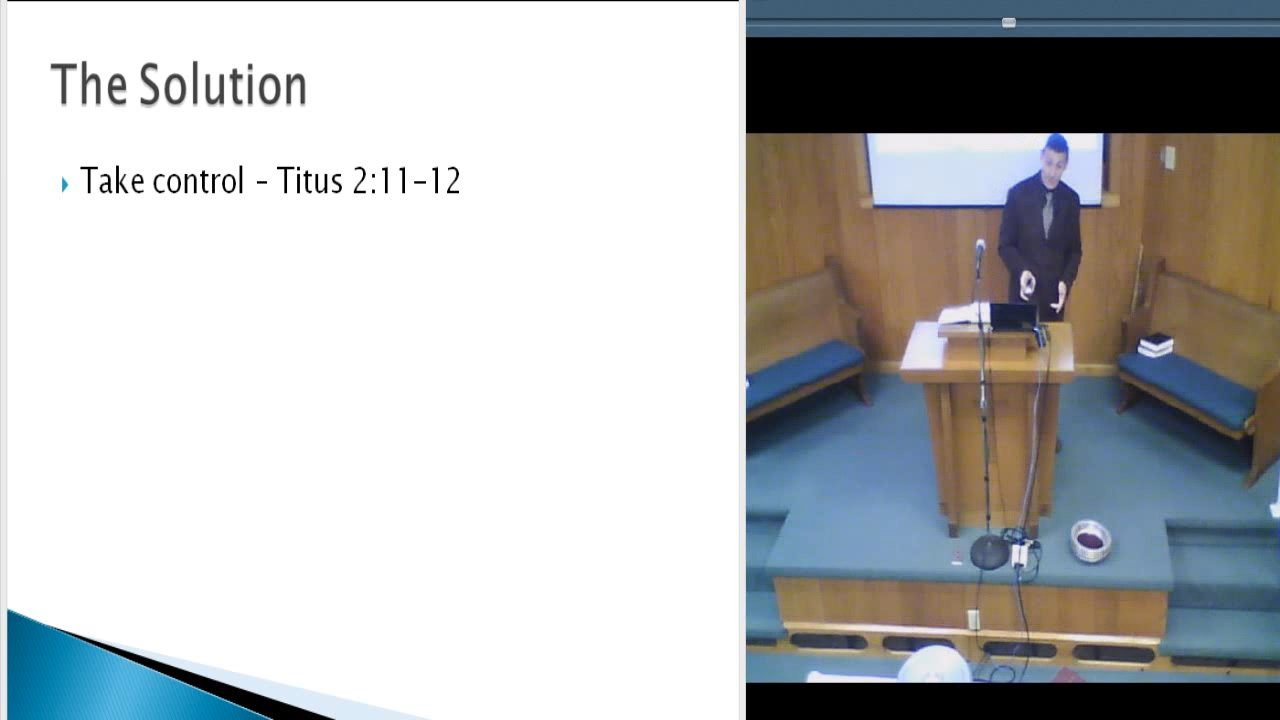 The Solution
Take control – Titus 2:11–12